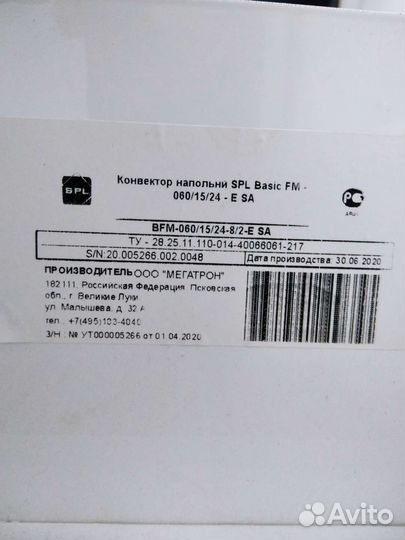 SPL
Конвектор напольни SPL Basic FM -
060/15/24 - E SA
BFM-060/15/24-8/2-E SA
ТУ - 28.25.11.110-014-40066061-217
S/N:20.005266.002.0048
Дата производства: 30.06.2020
ПРОИЗВОДИТЕЛЬ ООО "МЕГАТРОН"
182111, Российская Федерация, Псковская
обл., г. Великие Луки,
ул. Малышева, д. 32 А
тел.: +7(495)103-4040
З/Н : № УТ000005266 от 01.04.2020
Avito